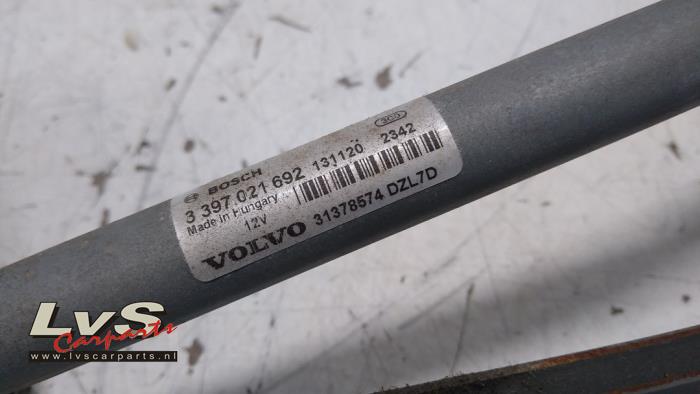 BOSCH
3 397 021 692 131120 2342
Made in Hungary
12V
VOLVO 31378574 DZL7D
LvS
Carparts
www.lvscarparts.nl